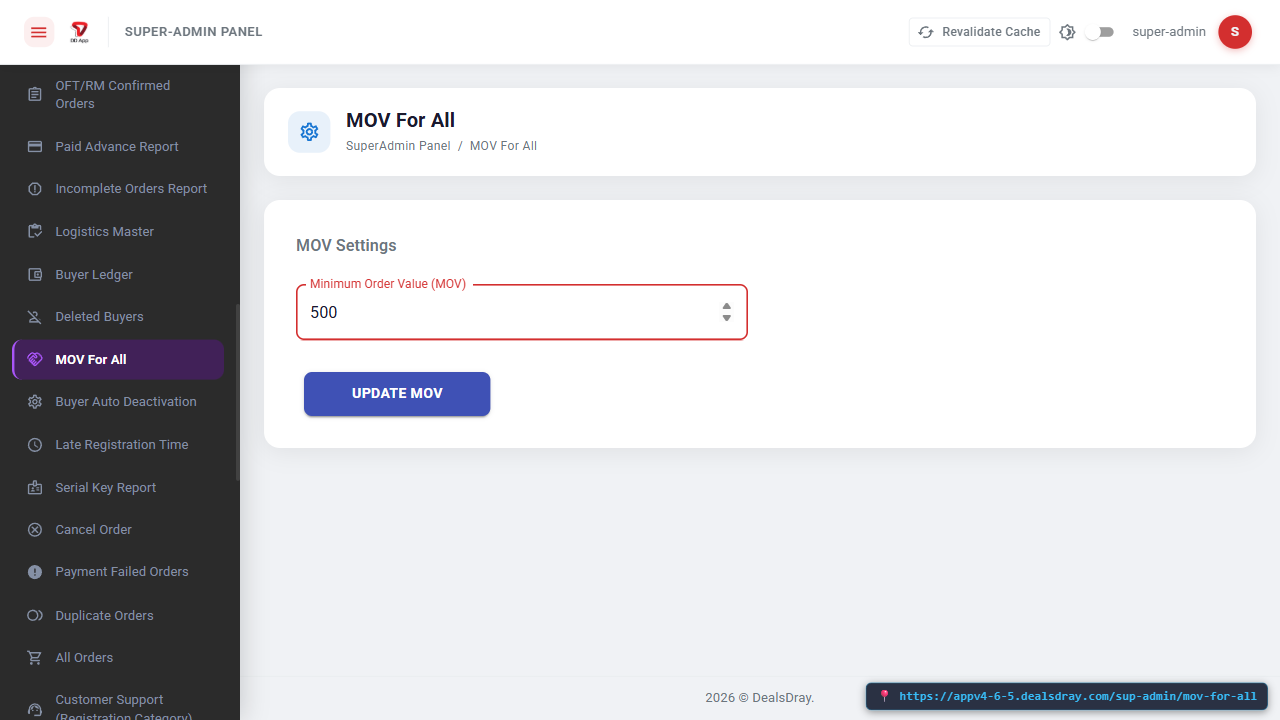 DD App
SUPER-ADMIN PANEL
Revalidate Cache
super-admin
S
OFT/RM Confirmed
Orders
Paid Advance Report
Incomplete Orders Report
Logistics Master
Buyer Ledger
Deleted Buyers
MOV For All
Buyer Auto Deactivation
Late Registration Time
Serial Key Report
Cancel Order
Payment Failed Orders
Duplicate Orders
All Orders
Customer Support
(Registration Category)
MOV For All
SuperAdmin Panel / MOV For All
MOV Settings
Minimum Order Value (MOV)
500
UPDATE MOV
2026 © DealsDray.
https://appv4-6-5.dealsdray.com/sup-admin/mov-for-all